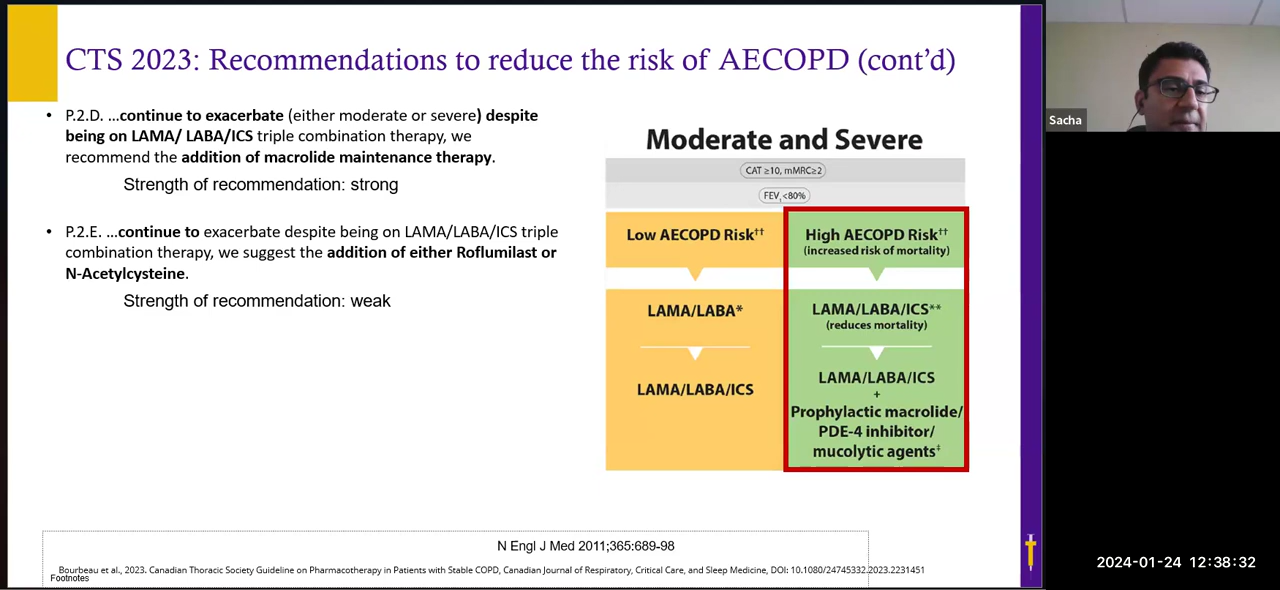 CTS 2023: Recommendations to reduce the risk of AECOPD (cont'd)
• P.2.D. ...continue to exacerbate (either moderate or severe) despite
being on LAMA/ LABA/ICS triple combination therapy, we
recommend the addition of macrolide maintenance therapy.
Strength of recommendation: strong
• P.2.E. ...continue to exacerbate despite being on LAMA/LABA/ICS triple
combination therapy, we suggest the addition of either Roflumilast or
N-Acetylcysteine.
Strength of recommendation: weak
Moderate and Severe
CAT ≥10, mMRC≥2
FEV₁<80%
Low AECOPD Risk††
LAMA/LABA*
LAMA/LABA/ICS
High AECOPD Risk††
(increased risk of mortality)
LAMA/LABA/ICS**
(reduces mortality)
LAMA/LABA/ICS
+
Prophylactic macrolide/
PDE-4 inhibitor/
mucolytic agents‡
N Engl J Med 2011;365:689-98
Bourbeau et al., 2023. Canadian Thoracic Society Guideline on Pharmacotherapy in Patients with Stable COPD, Canadian Journal of Respiratory, Critical Care, and Sleep Medicine, DOI: 10.1080/24745332.2023.2231451
Footnotes
Sacha
2024-01-24 12:38:32